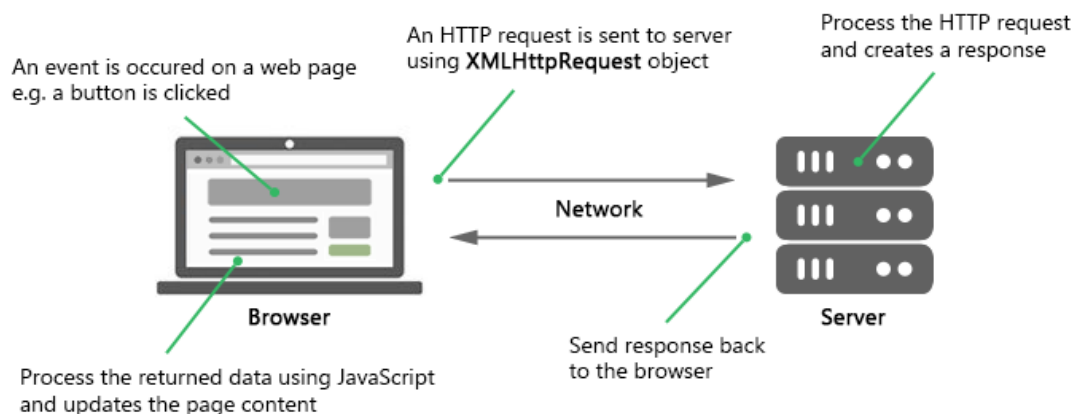 An event is occured on a web page
e.g. a button is clicked
An HTTP request is sent to server
using XMLHttpRequest object
Process the HTTP request
and creates a response
Network
Browser
Server
Send response back
to the browser
Process the returned data using JavaScript
and updates the page content